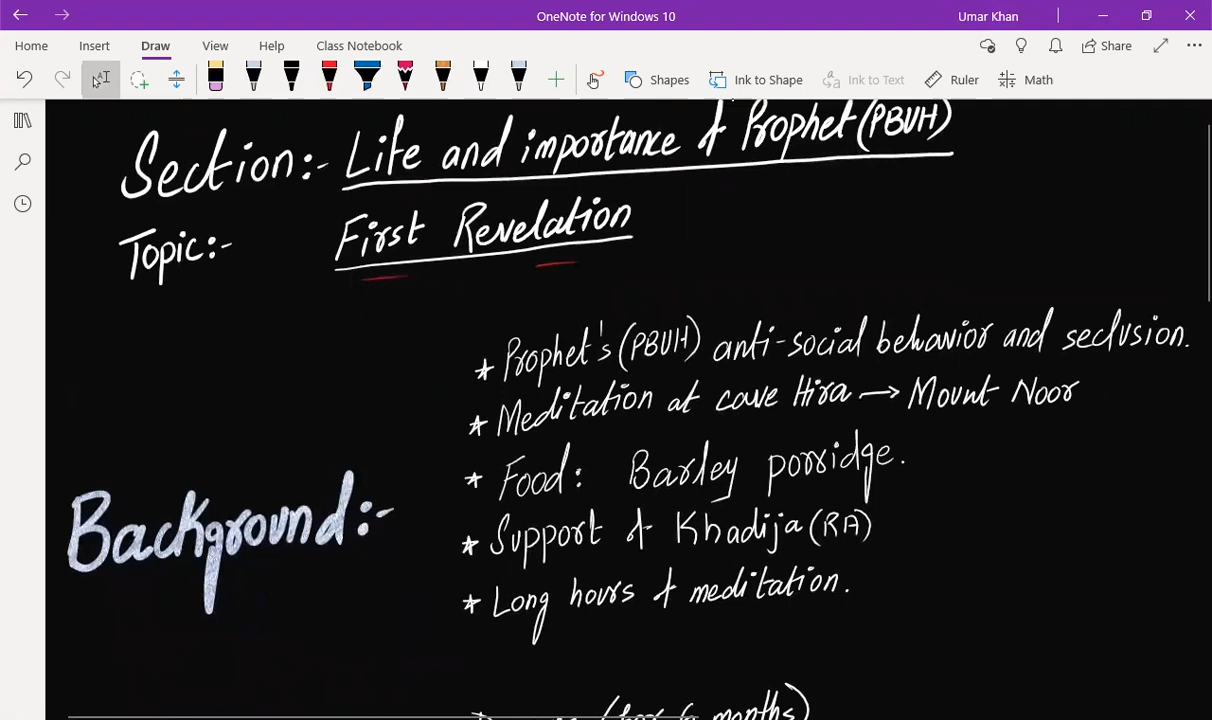 OneNote for Windows 10
Umar Khan
Home Insert Draw View Help Class Notebook
Share
Shapes Ink to Shape Ink to Text Ruler Math
Section:- Life and importance of Prophet (PBUH)
Topic:- First Revelation
* Prophet's (PBUH) anti-social behavior and seclusion.
* Meditation at cave Hira → Mount Noor
* Food: Barley porridge.
Background:-
* Support of Khadija (RA)
* Long hours of meditation.
(for 6 months)